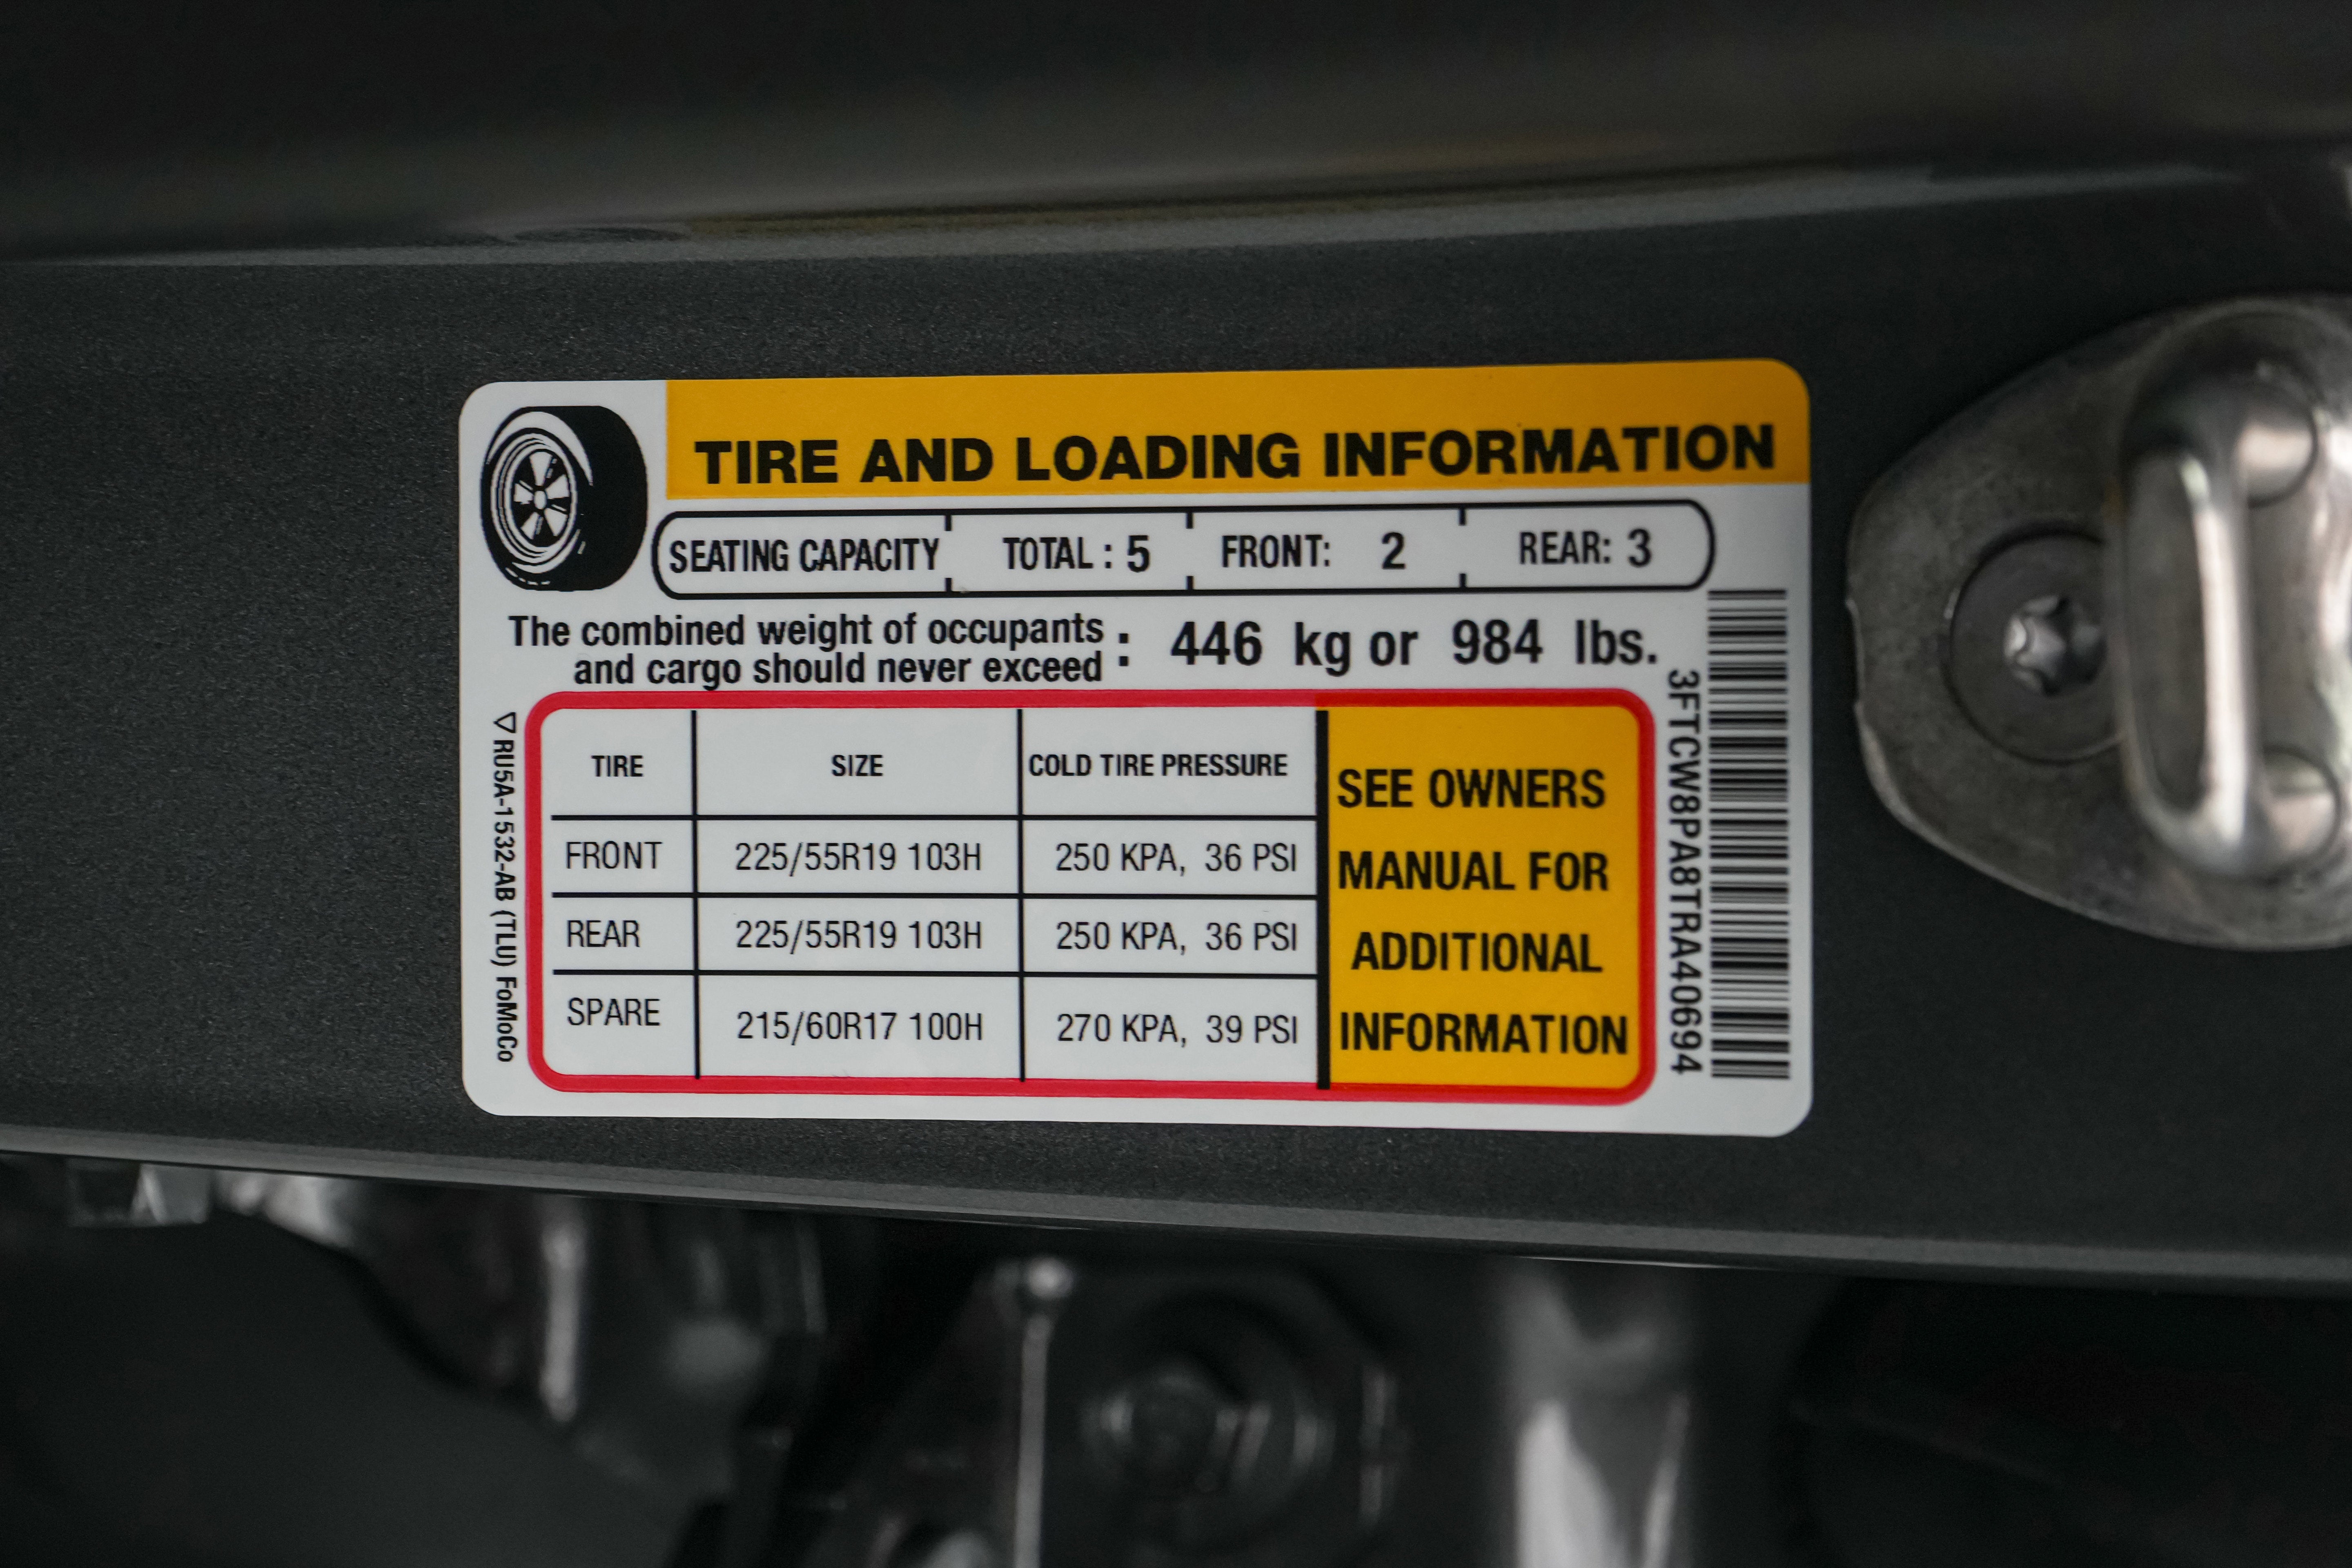 TIRE AND LOADING INFORMATION
SEATING CAPACITY TOTAL : 5 FRONT: 2 REAR: 3
The combined weight of occupants
and cargo should never exceed : 446 kg or 984 lbs.
TIRE SIZE COLD TIRE PRESSURE
FRONT 225/55R19 103H 250 KPA, 36 PSI
REAR 225/55R19 103H 250 KPA, 36 PSI
SPARE 215/60R17 100H 270 KPA, 39 PSI
SEE OWNERS
MANUAL FOR
ADDITIONAL
INFORMATION
3FTCW8PA8TRA40694
RU5A-1532-AB (TLU) FoMoCo